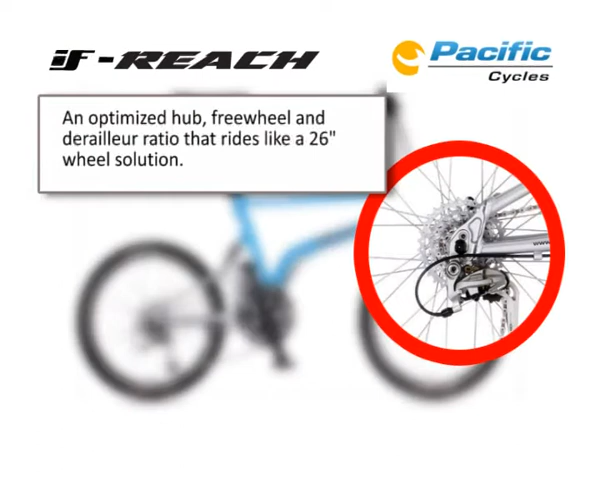 iF-REACH
Pacific
Cycles
An optimized hub, freewheel and
derailleur ratio that rides like a 26"
wheel solution.